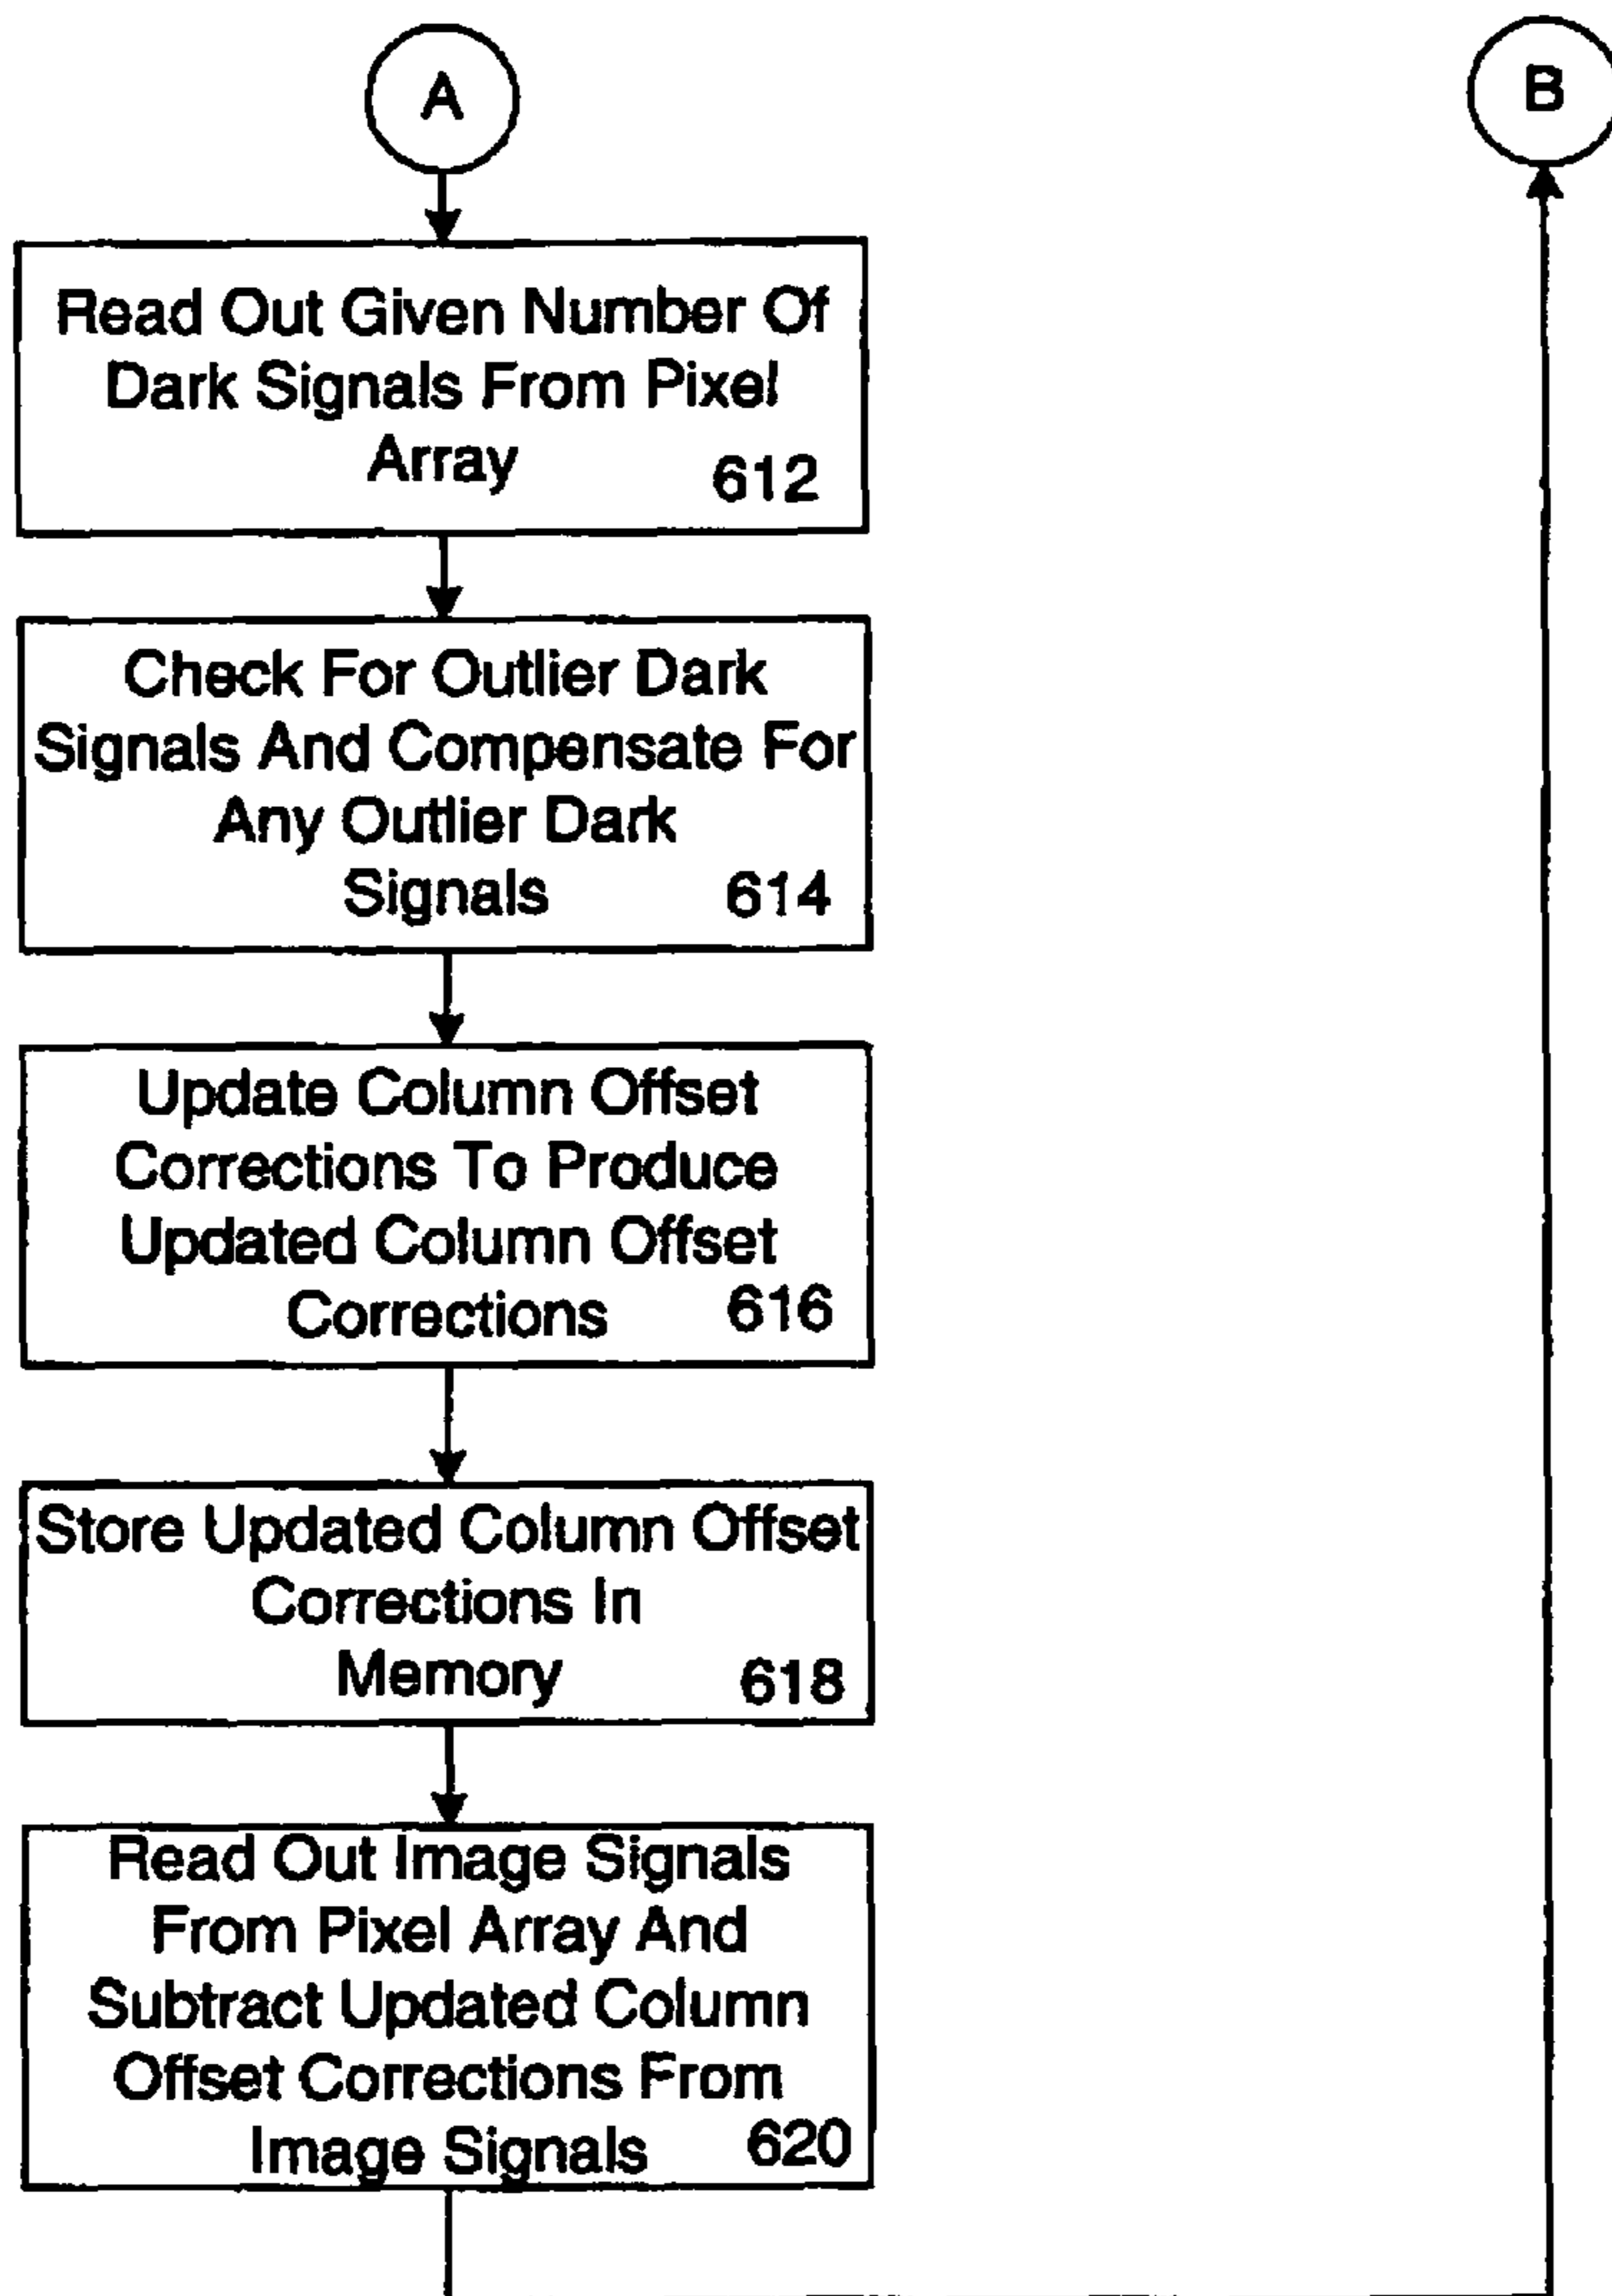 A
B
Read Out Given Number Of
Dark Signals From Pixel
Array 612
Check For Outlier Dark
Signals And Compensate For
Any Outlier Dark
Signals 614
Update Column Offset
Corrections To Produce
Updated Column Offset
Corrections 616
Store Updated Column Offset
Corrections In
Memory 618
Read Out Image Signals
From Pixel Array And
Subtract Updated Column
Offset Corrections From
Image Signals 620